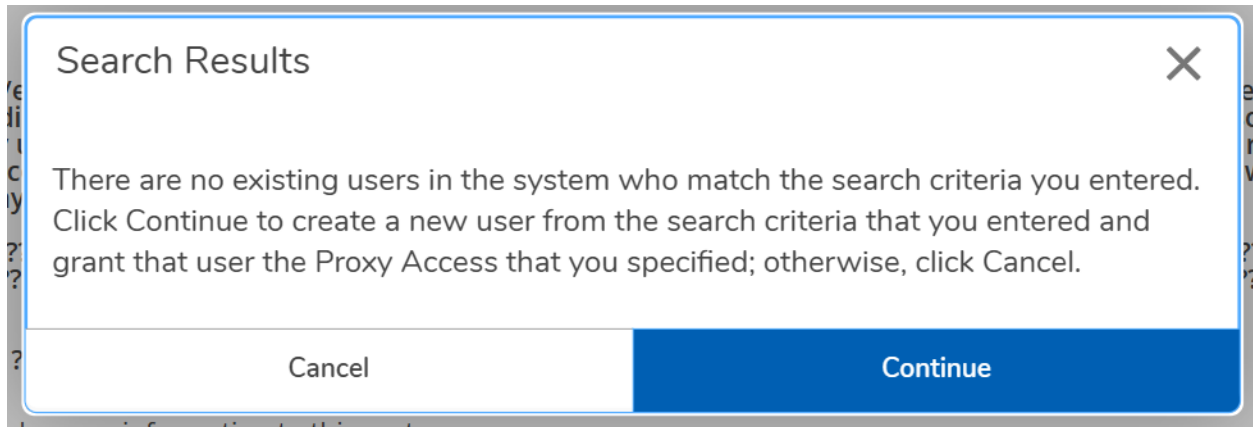 Search Results
There are no existing users in the system who match the search criteria you entered.
Click Continue to create a new user from the search criteria that you entered and
grant that user the Proxy Access that you specified; otherwise, click Cancel.
Cancel
Continue